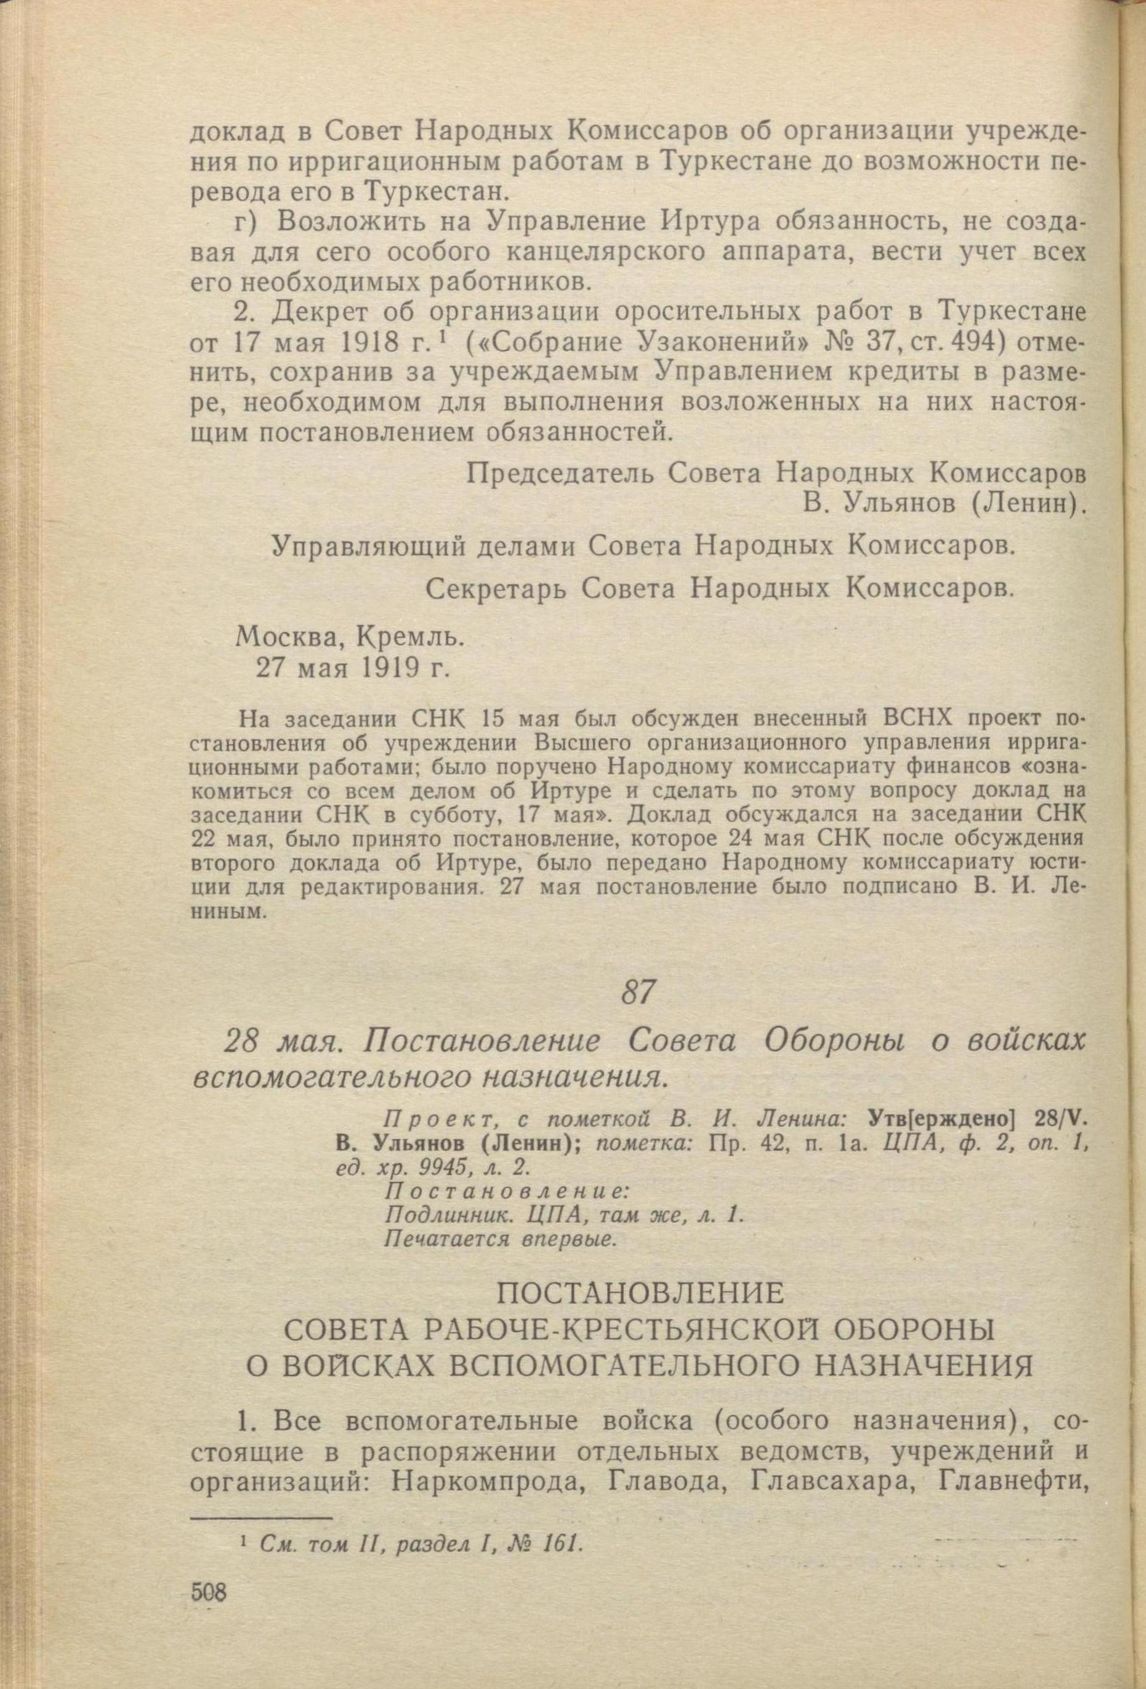 доклад в Совет Народных Комиссаров об организации учрежде-
ния по ирригационным работам в Туркестане до возможности пе-
ревода его в Туркестан.
г) Возложить на Управление Иртура обязанность, не созда-
вая для сего особого канцелярского аппарата, вести учет всех
его необходимых работников.
2. Декрет об организации оросительных работ в Туркестане
от 17 мая 1918 г.¹ («Собрание Узаконений» № 37, ст. 494) отме-
нить, сохранив за учреждаемым Управлением кредиты в разме-
ре, необходимом для выполнения возложенных на них настоя-
щим постановлением обязанностей.
Председатель Совета Народных Комиссаров
В. Ульянов (Ленин).
Управляющий делами Совета Народных Комиссаров.
Секретарь Совета Народных Комиссаров.
Москва, Кремль.
27 мая 1919 г.
На заседании СНК 15 мая был обсужден внесенный ВСНХ проект по-
становления об учреждении Высшего организационного управления иррига-
ционными работами; было поручено Народному комиссариату финансов «озна-
комиться со всем делом об Иртуре и сделать по этому вопросу доклад на
заседании СНК в субботу, 17 мая». Доклад обсуждался на заседании СНК
22 мая, было принято постановление, которое 24 мая СНК после обсуждения
второго доклада об Иртуре, было передано Народному комиссариату юсти-
ции для редактирования. 27 мая постановление было подписано В. И. Ле-
ниным.
87
28 мая. Постановление Совета Обороны о войсках
вспомогательного назначения.
Проект, с пометкой В. И. Ленина: Утв[ерждено] 28/V.
В. Ульянов (Ленин); пометка: Пр. 42, п. 1а. ЦПА, ф. 2, оп. 1,
ед. хр. 9945, л. 2.
Постановление:
Подлинник. ЦПА, там же, л. 1.
Печатается впервые.
ПОСТАНОВЛЕНИЕ
СОВЕТА РАБОЧЕ-КРЕСТЬЯНСКОЙ ОБОРОНЫ
О ВОЙСКАХ ВСПОМОГАТЕЛЬНОГО НАЗНАЧЕНИЯ
1. Все вспомогательные войска (особого назначения), со-
стоящие в распоряжении отдельных ведомств, учреждений и
организаций: Наркомпрода, Главода, Главсахара, Главнефти,
¹ См. том II, раздел I, № 161.
508